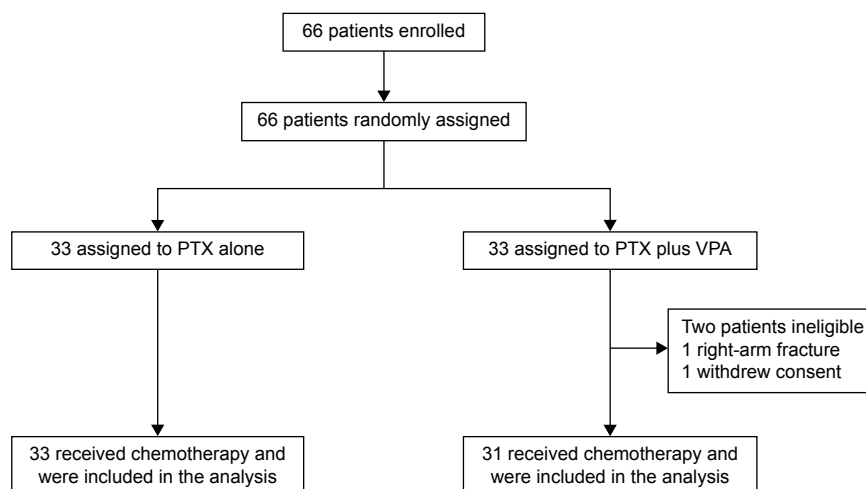 66 patients enrolled
66 patients randomly assigned
33 assigned to PTX alone
33 assigned to PTX plus VPA
Two patients ineligible
1 right-arm fracture
1 withdrew consent
33 received chemotherapy and
were included in the analysis
31 received chemotherapy and
were included in the analysis